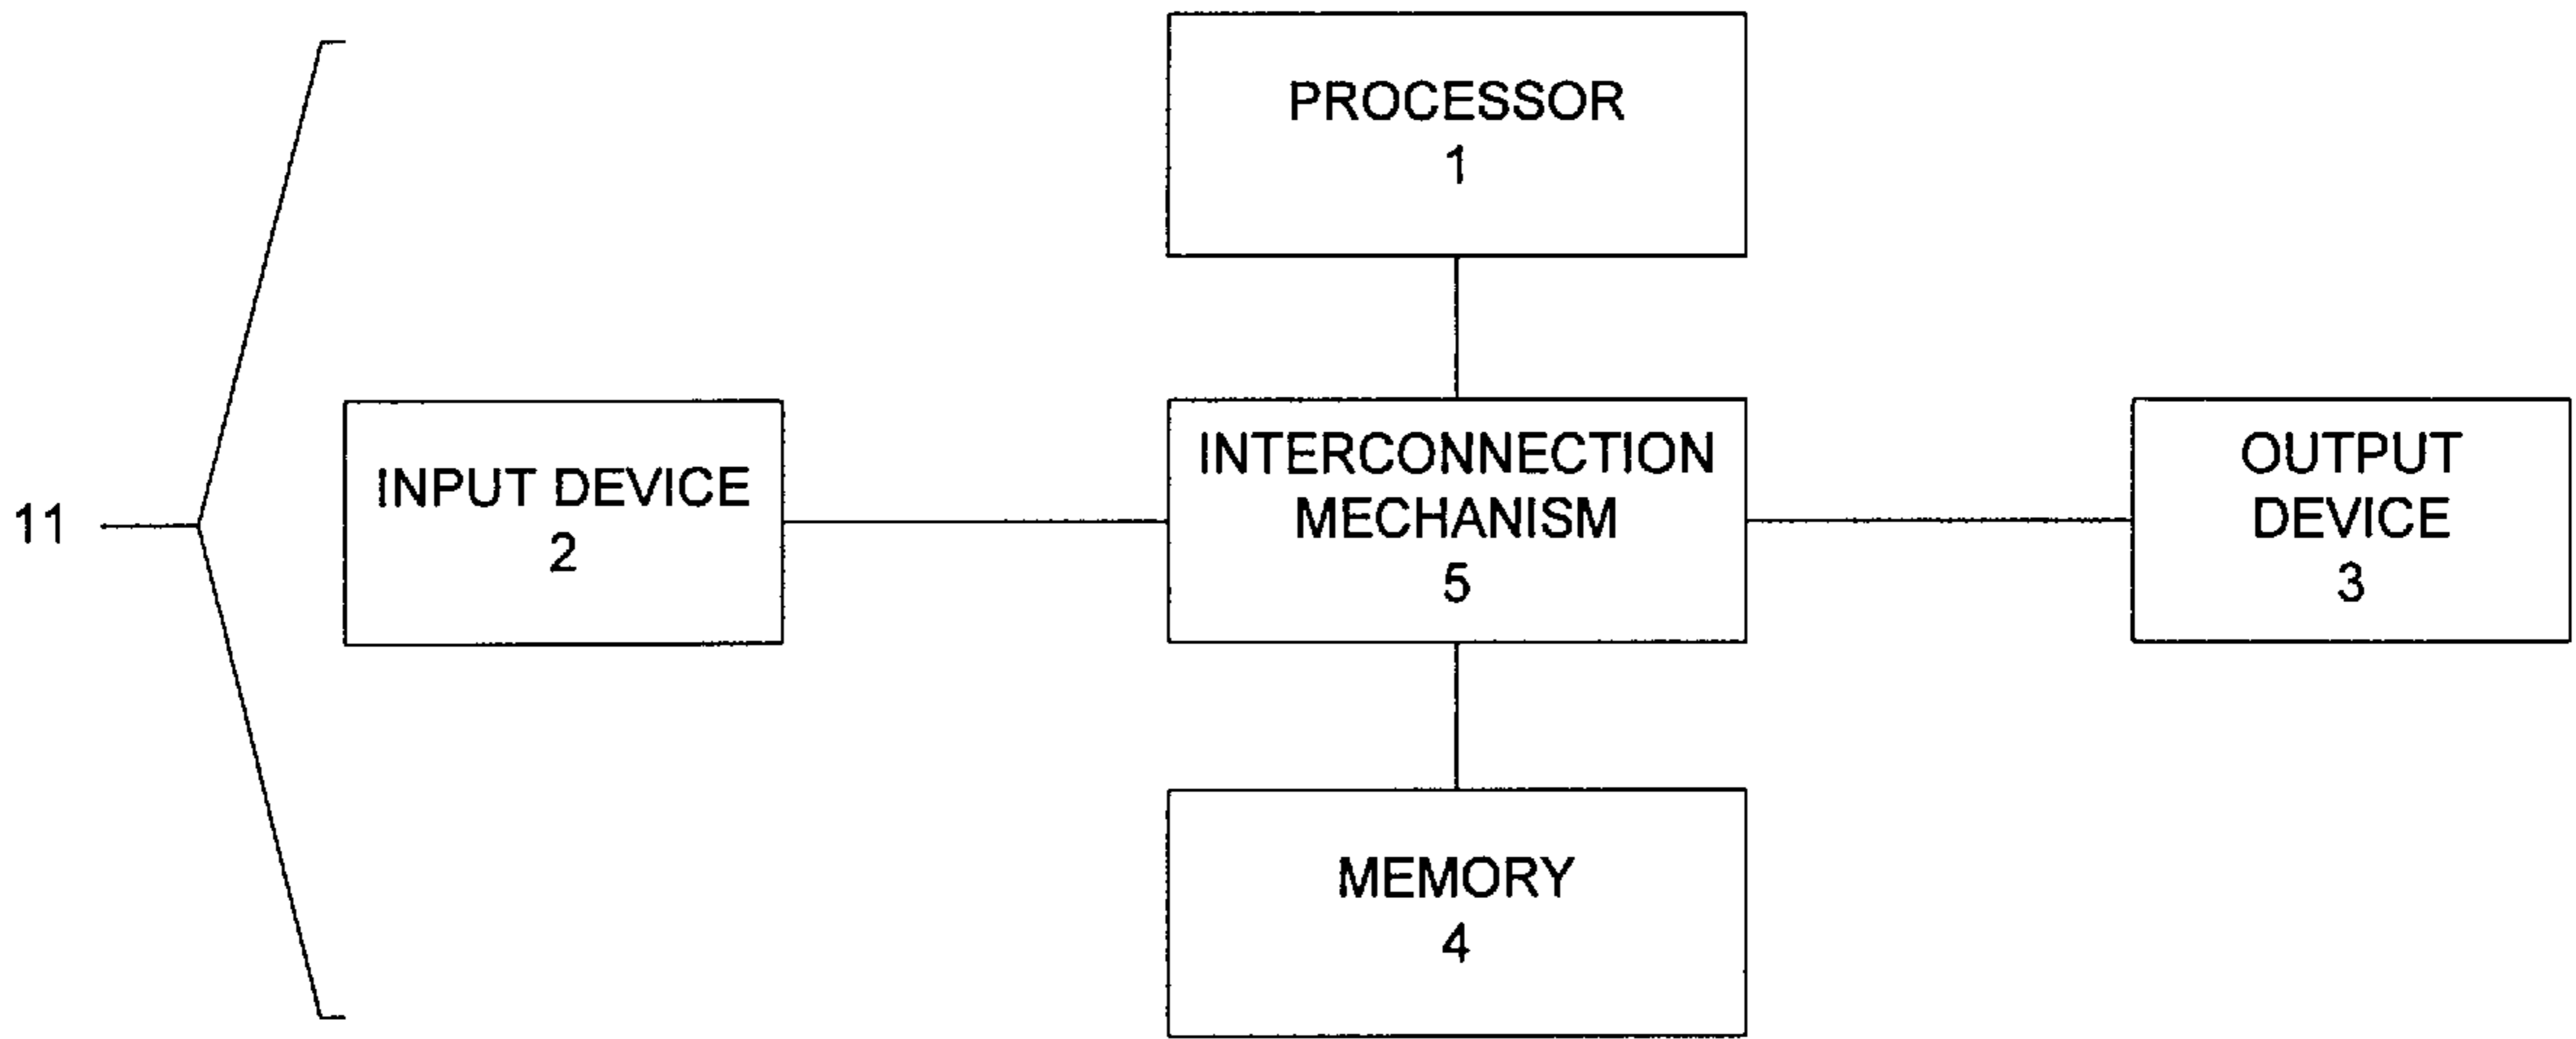 PROCESSOR
1
11
INPUT DEVICE
2
INTERCONNECTION
MECHANISM
5
OUTPUT
DEVICE
3
MEMORY
4